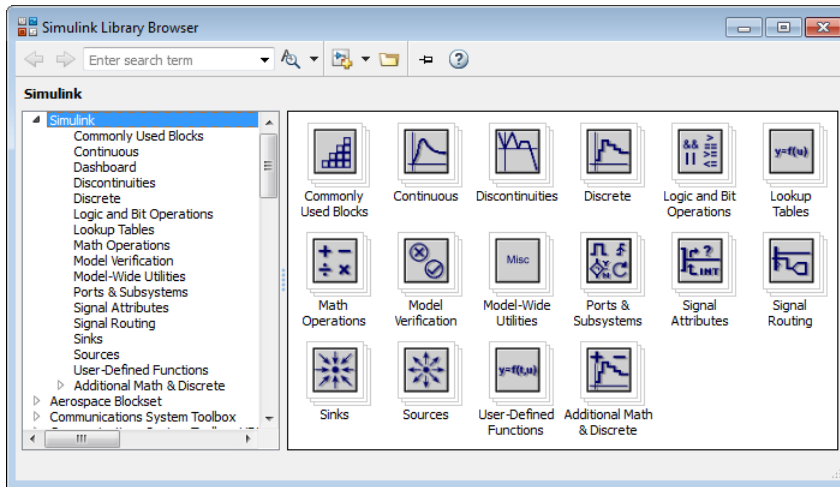 Simulink Library Browser
Enter search term
Simulink
Simulink
Commonly Used Blocks
Continuous
Dashboard
Discontinuities
Discrete
Logic and Bit Operations
Lookup Tables
Math Operations
Model Verification
Model-Wide Utilities
Ports & Subsystems
Signal Attributes
Signal Routing
Sinks
Sources
User-Defined Functions
Additional Math & Discrete
Aerospace Blockset
Communications System Toolbox
&& >
|| >=
<=
y=f(u)
Commonly
Used Blocks
Continuous
Discontinuities
Discrete
Logic and Bit
Operations
Lookup
Tables
+ −
÷ ×
Misc
?
INT
Math
Operations
Model
Verification
Model-Wide
Utilities
Ports &
Subsystems
Signal
Attributes
Signal
Routing
y=f(t,u)
+ −
Sinks
Sources
User-Defined
Functions
Additional Math
& Discrete